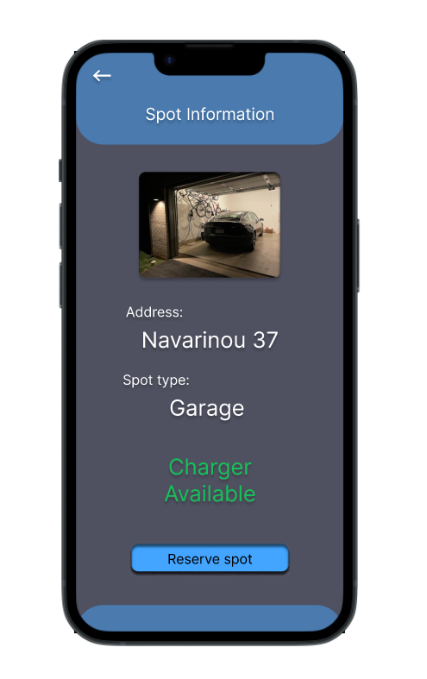 Spot Information
Address:
Navarinou 37
Spot type:
Garage
Charger
Available
Reserve spot